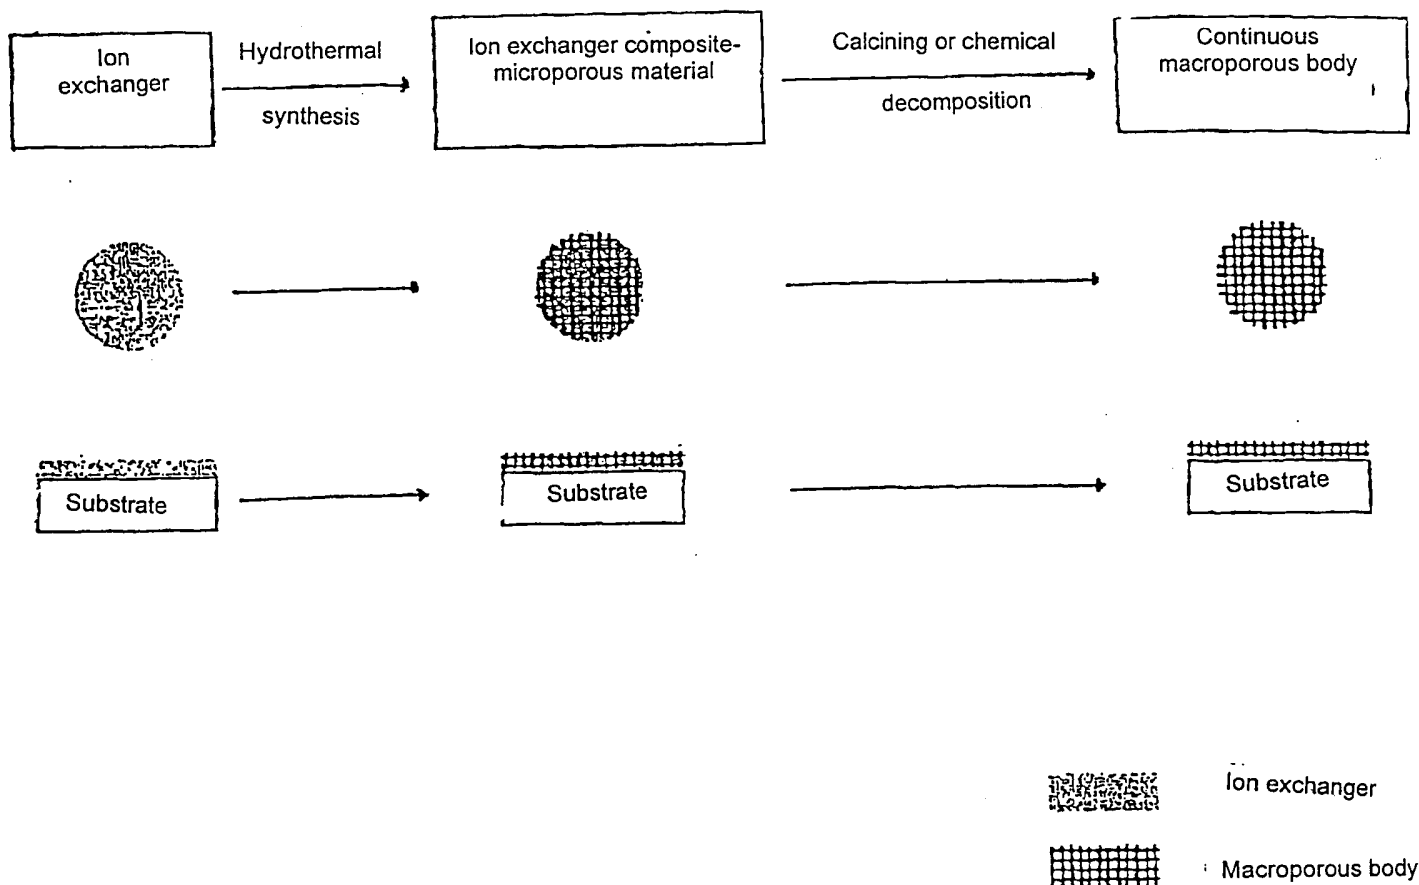 Ion
exchanger
Hydrothermal
synthesis
Ion exchanger composite-
microporous material
Calcining or chemical
decomposition
Continuous
macroporous body
Substrate
Substrate
Substrate
Ion exchanger
Macroporous body